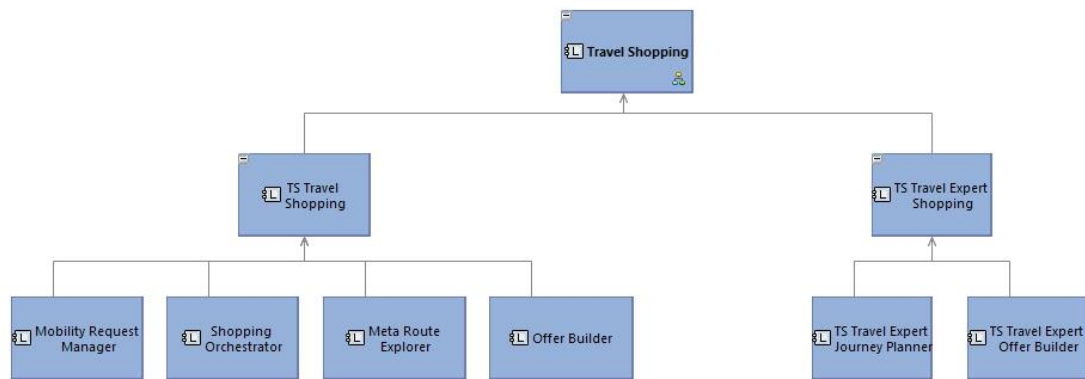 Travel Shopping
TS Travel
Shopping
TS Travel Expert
Shopping
Mobility Request
Manager
Shopping
Orchestrator
Meta Route
Explorer
Offer Builder
TS Travel Expert
Journey Planner
TS Travel Expert
Offer Builder